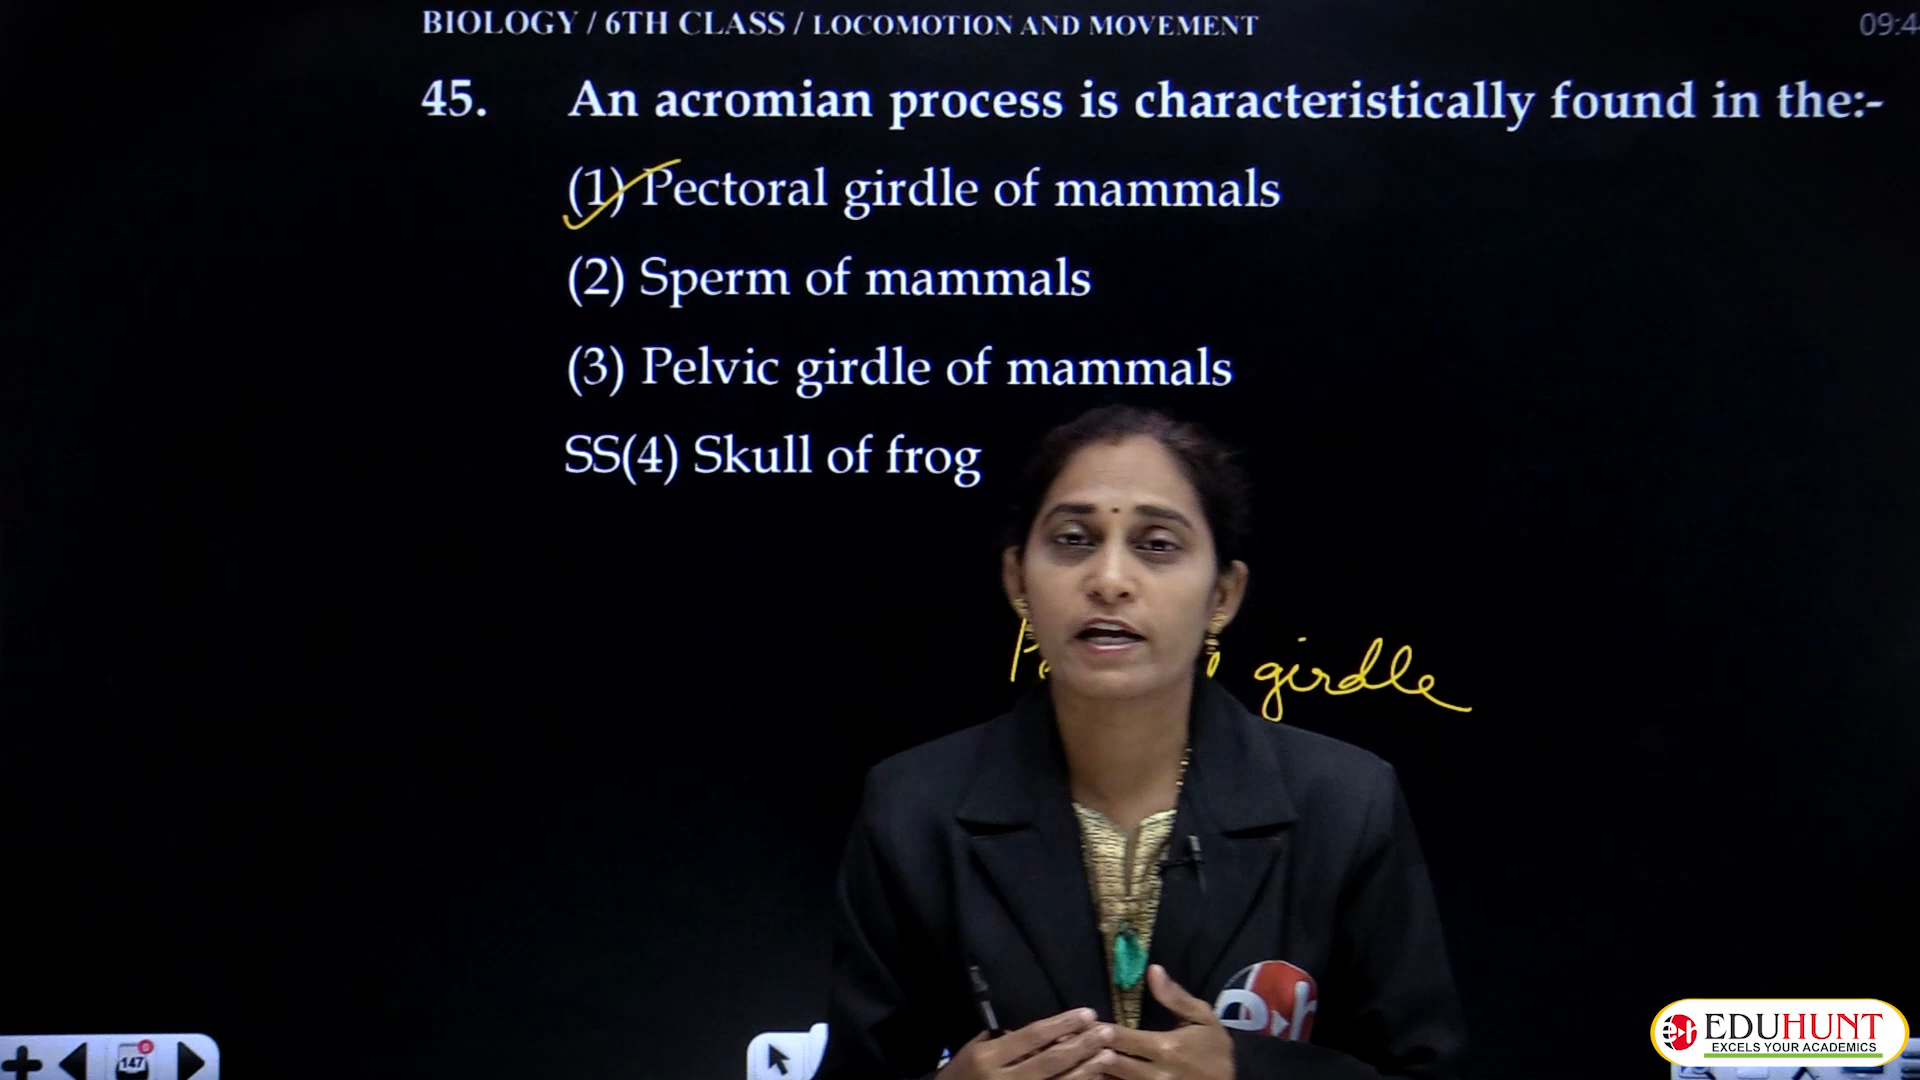 BIOLOGY / 6TH CLASS / LOCOMOTION AND MOVEMENT
09:4
45. An acromian process is characteristically found in the:-
(1) Pectoral girdle of mammals
(2) Sperm of mammals
(3) Pelvic girdle of mammals
SS(4) Skull of frog
girdle
147
0
EDUHUNT
EXCELS YOUR ACADEMICS